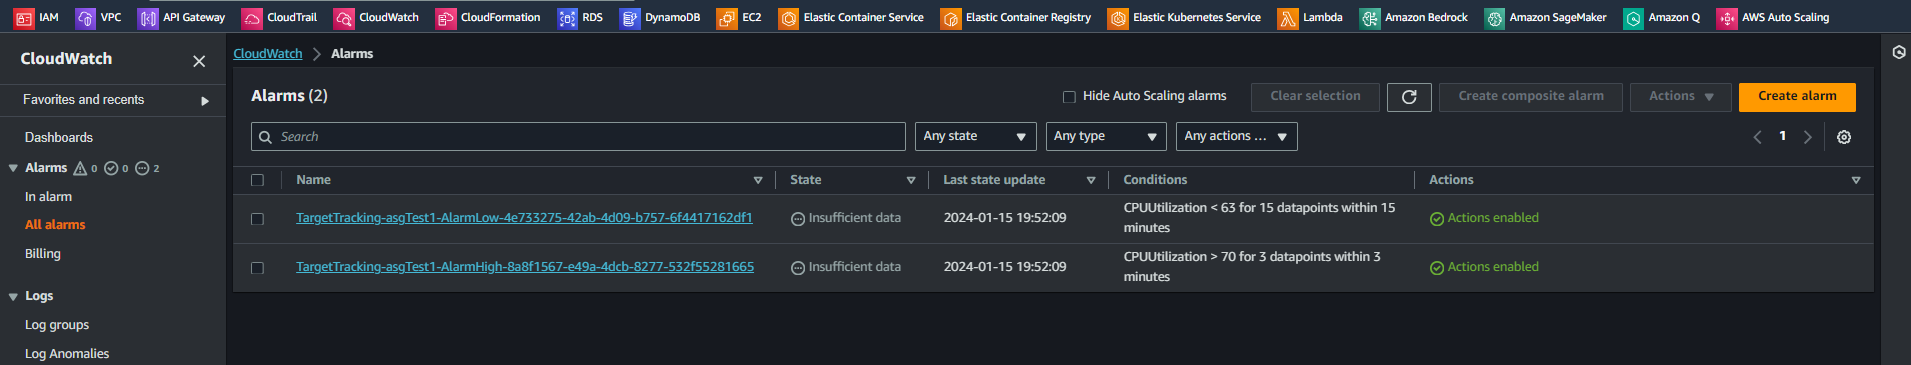 IAM VPC API Gateway CloudTrail CloudWatch CloudFormation RDS DynamoDB EC2 Elastic Container Service Elastic Container Registry Elastic Kubernetes Service Lambda Amazon Bedrock Amazon SageMaker Amazon Q AWS Auto Scaling
CloudWatch
Favorites and recents
Dashboards
Alarms 0 0 2
In alarm
All alarms
Billing
Logs
Log groups
Log Anomalies
CloudWatch Alarms
Alarms (2) Hide Auto Scaling alarms Clear selection Create composite alarm Actions Create alarm
Search Any state Any type Any actions ... 1
Name State Last state update Conditions Actions
TargetTracking-asgTest1-AlarmLow-4e733275-42ab-4d09-b757-6f4417162df1 Insufficient data 2024-01-15 19:52:09 CPUUtilization < 63 for 15 datapoints within 15
minutes Actions enabled
TargetTracking-asgTest1-AlarmHigh-8a8f1567-e49a-4dcb-8277-532f55281665 Insufficient data 2024-01-15 19:52:09 CPUUtilization > 70 for 3 datapoints within 3
minutes Actions enabled